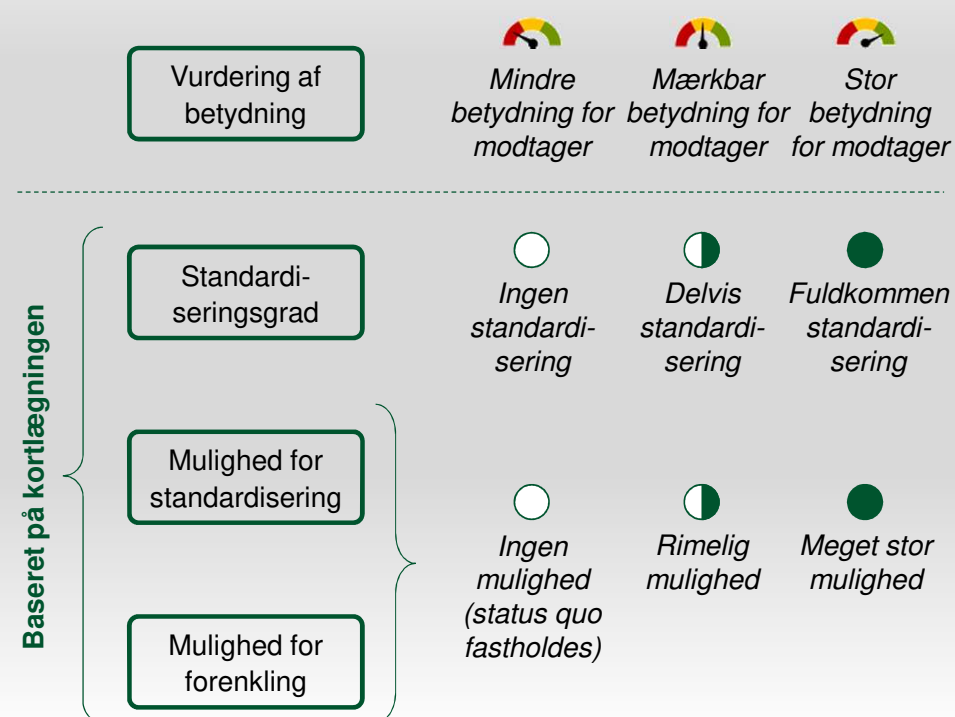 Vurdering af
betydning
Mindre
betydning for
modtager
Mærkbar
betydning for
modtager
Stor
betydning
for modtager
Baseret på kortlægningen
Standardi-
seringsgrad
Ingen
standardi-
sering
Delvis
standardi-
sering
Fuldkommen
standardi-
sering
Mulighed for
standardisering
Mulighed for
forenkling
Ingen
mulighed
(status quo
fastholdes)
Rimelig
mulighed
Meget stor
mulighed